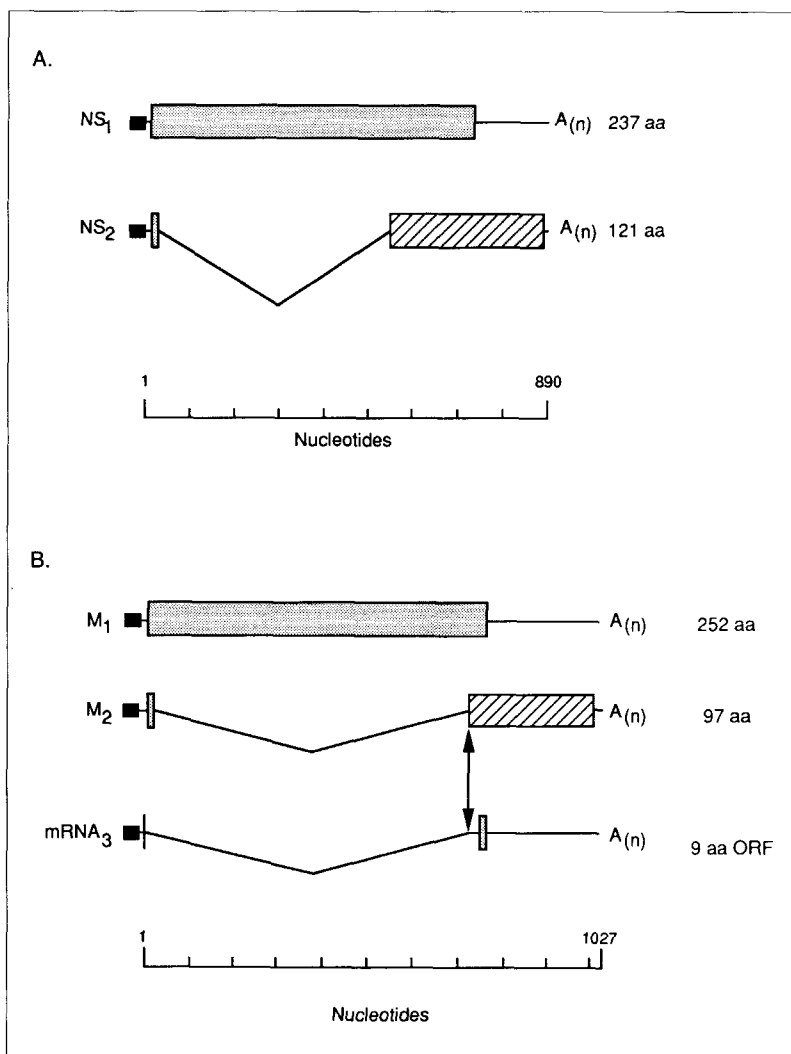 A.
NS1 A(n) 237 aa
NS2 A(n) 121 aa
1 890
Nucleotides
B.
M1 A(n) 252 aa
M2 A(n) 97 aa
mRNA3 A(n) 9 aa ORF
1 1027
Nucleotides